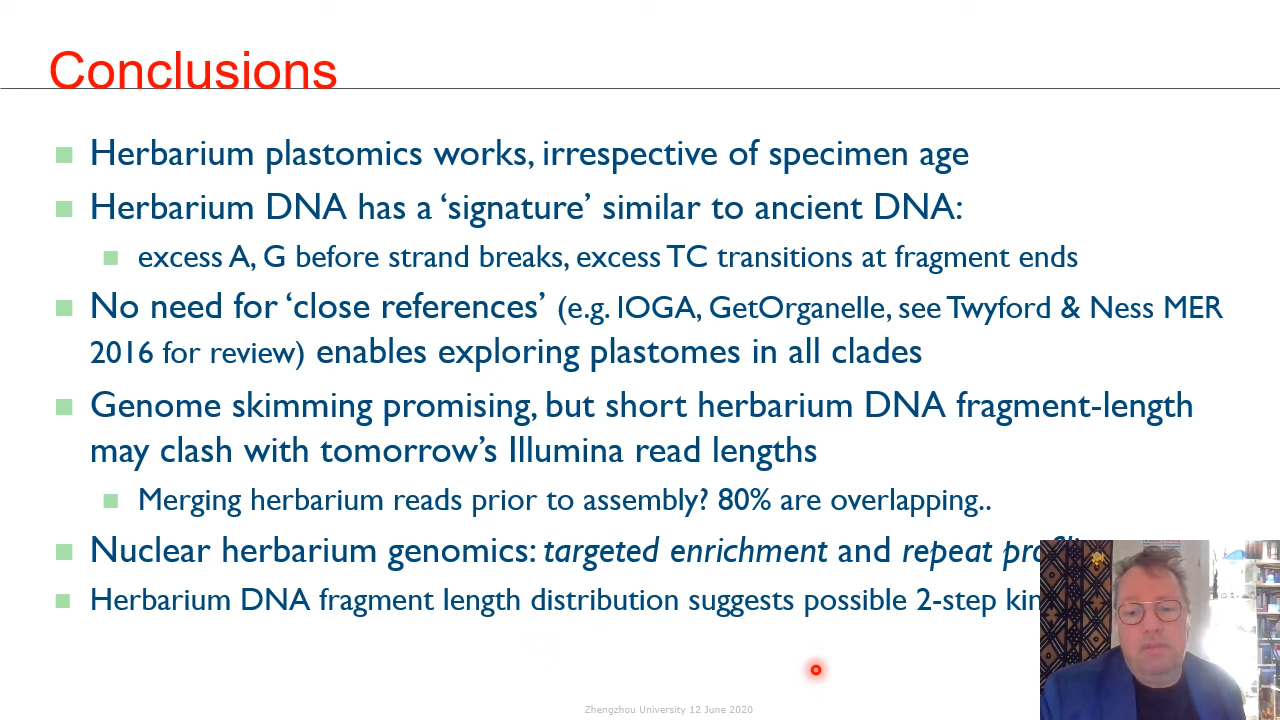 Conclusions
Herbarium plastomics works, irrespective of specimen age
Herbarium DNA has a ‘signature’ similar to ancient DNA:
excess A, G before strand breaks, excess TC transitions at fragment ends
No need for ‘close references’ (e.g. IOGA, GetOrganelle, see Twyford & Ness MER
2016 for review) enables exploring plastomes in all clades
Genome skimming promising, but short herbarium DNA fragment-length
may clash with tomorrow’s Illumina read lengths
Merging herbarium reads prior to assembly? 80% are overlapping..
Nuclear herbarium genomics: targeted enrichment and repeat
Herbarium DNA fragment length distribution suggests possible 2-step
Zhengzhou University 12 June 2020